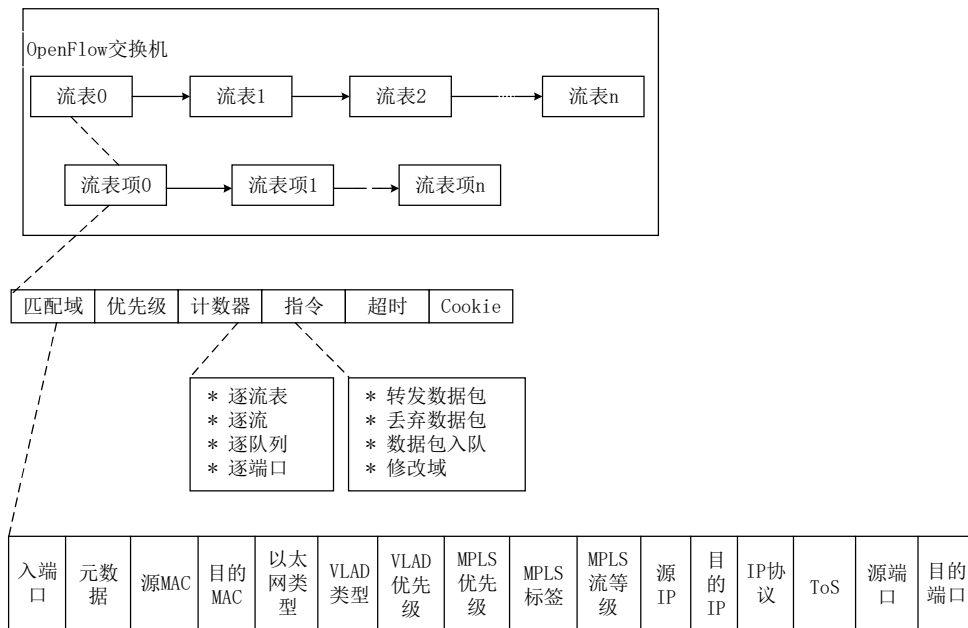 OpenFlow交换机
流表0
流表1
流表2
流表n
流表项0
流表项1
流表项n
匹配域
优先级
计数器
指令
超时
Cookie
* 逐流表
* 逐流
* 逐队列
* 逐端口
* 转发数据包
* 丢弃数据包
* 数据包入队
* 修改域
入端
口
元数
据
源MAC
目的
MAC
以太
网类
型
VLAD
类型
VLAD
优先
级
MPLS
优先
级
MPLS
标签
MPLS
流等
级
源
IP
目
的
IP
IP协
议
ToS
源端
口
目的
端口